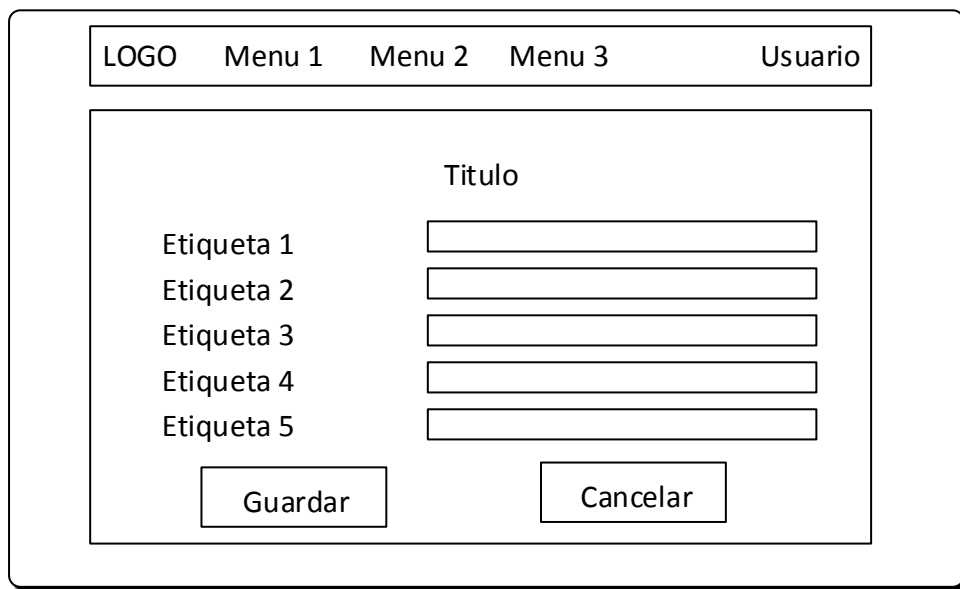 LOGO Menu 1 Menu 2 Menu 3 Usuario
Titulo
Etiqueta 1
Etiqueta 2
Etiqueta 3
Etiqueta 4
Etiqueta 5
Guardar Cancelar